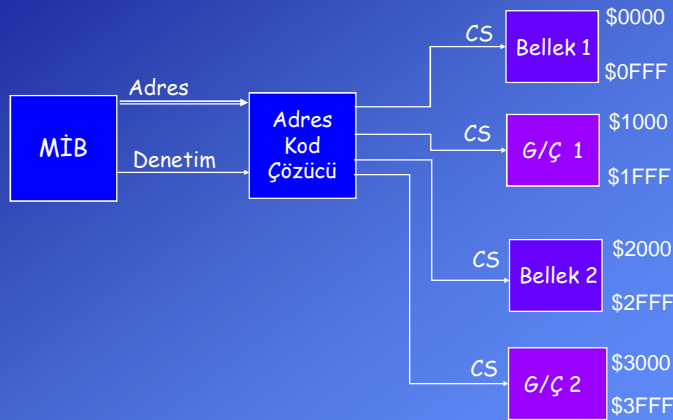 MİB
Adres
Denetim
Adres
Kod
Çözücü
CS
Bellek 1
$0000
$0FFF
CS
G/Ç 1
$1000
$1FFF
CS
Bellek 2
$2000
$2FFF
CS
G/Ç 2
$3000
$3FFF